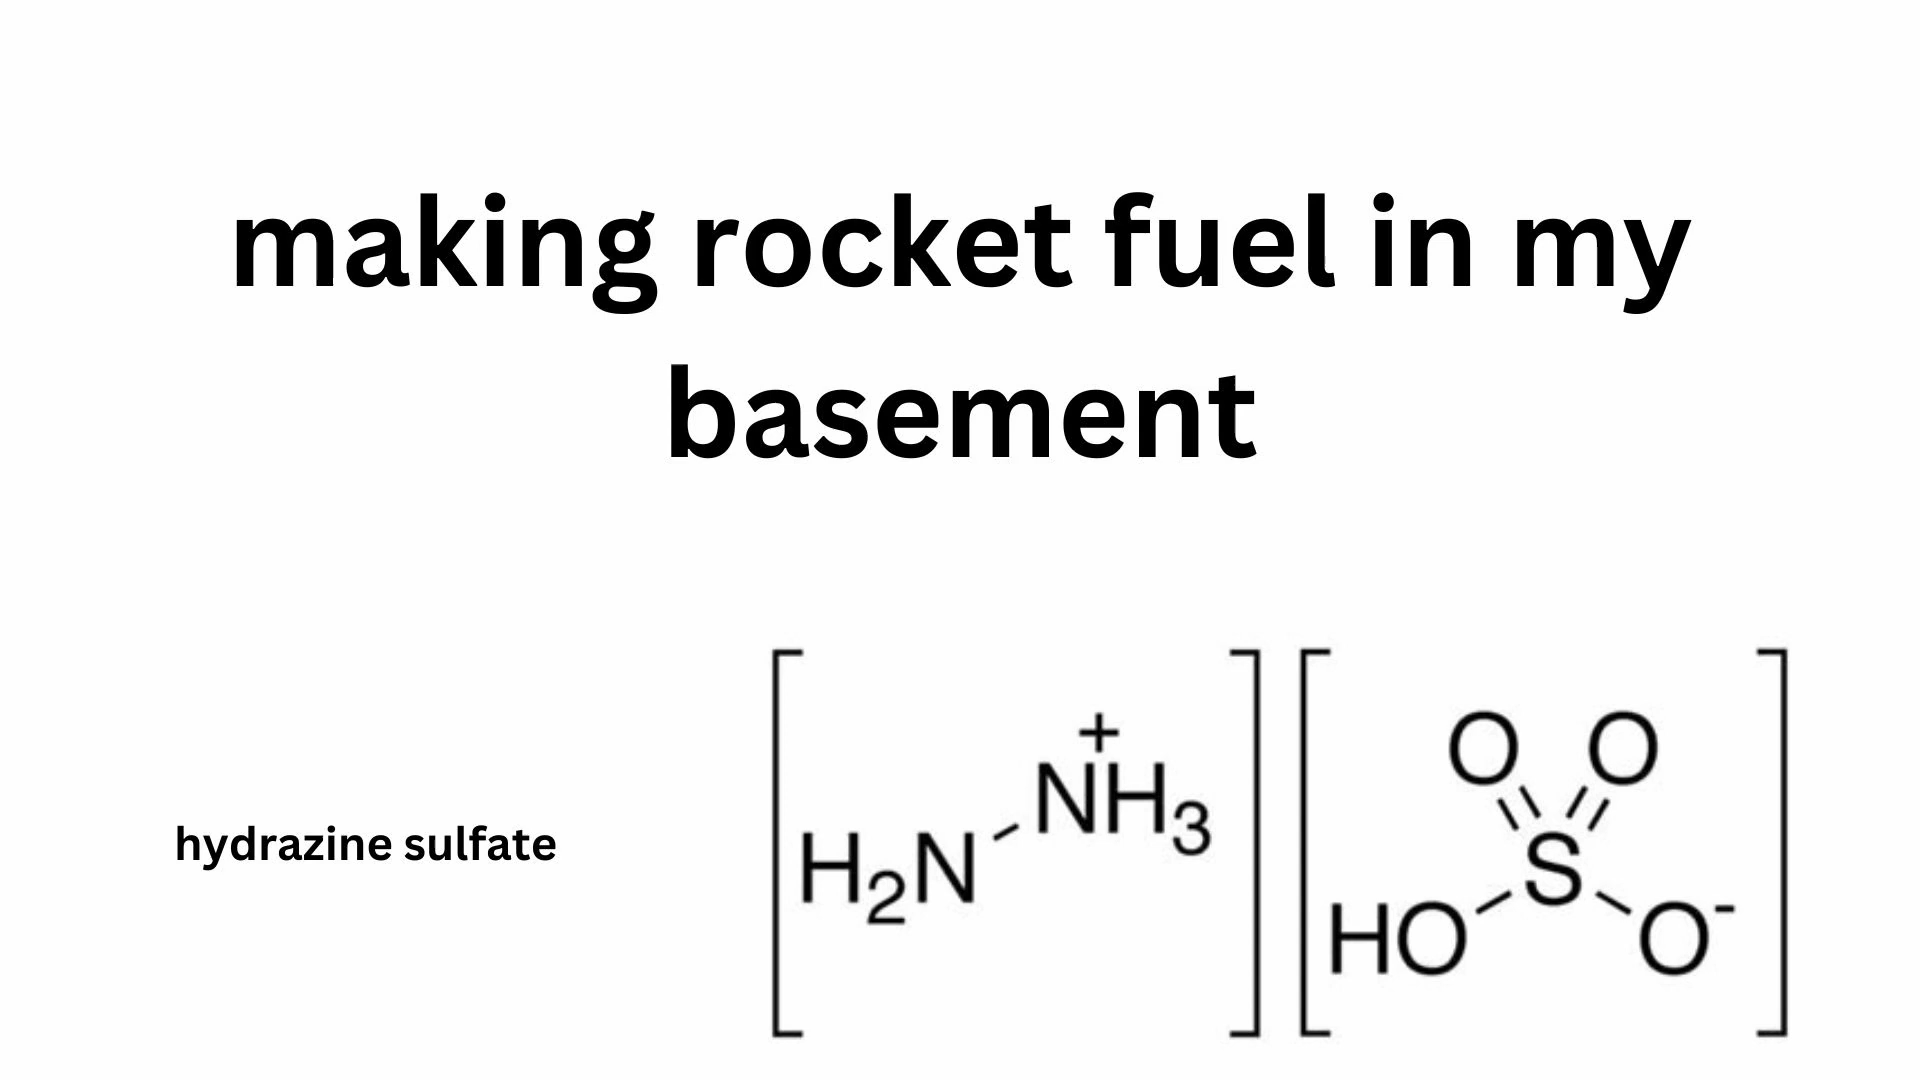 making rocket fuel in my
basement
hydrazine sulfate
H2N
NH3
+
O O
S
HO
O-